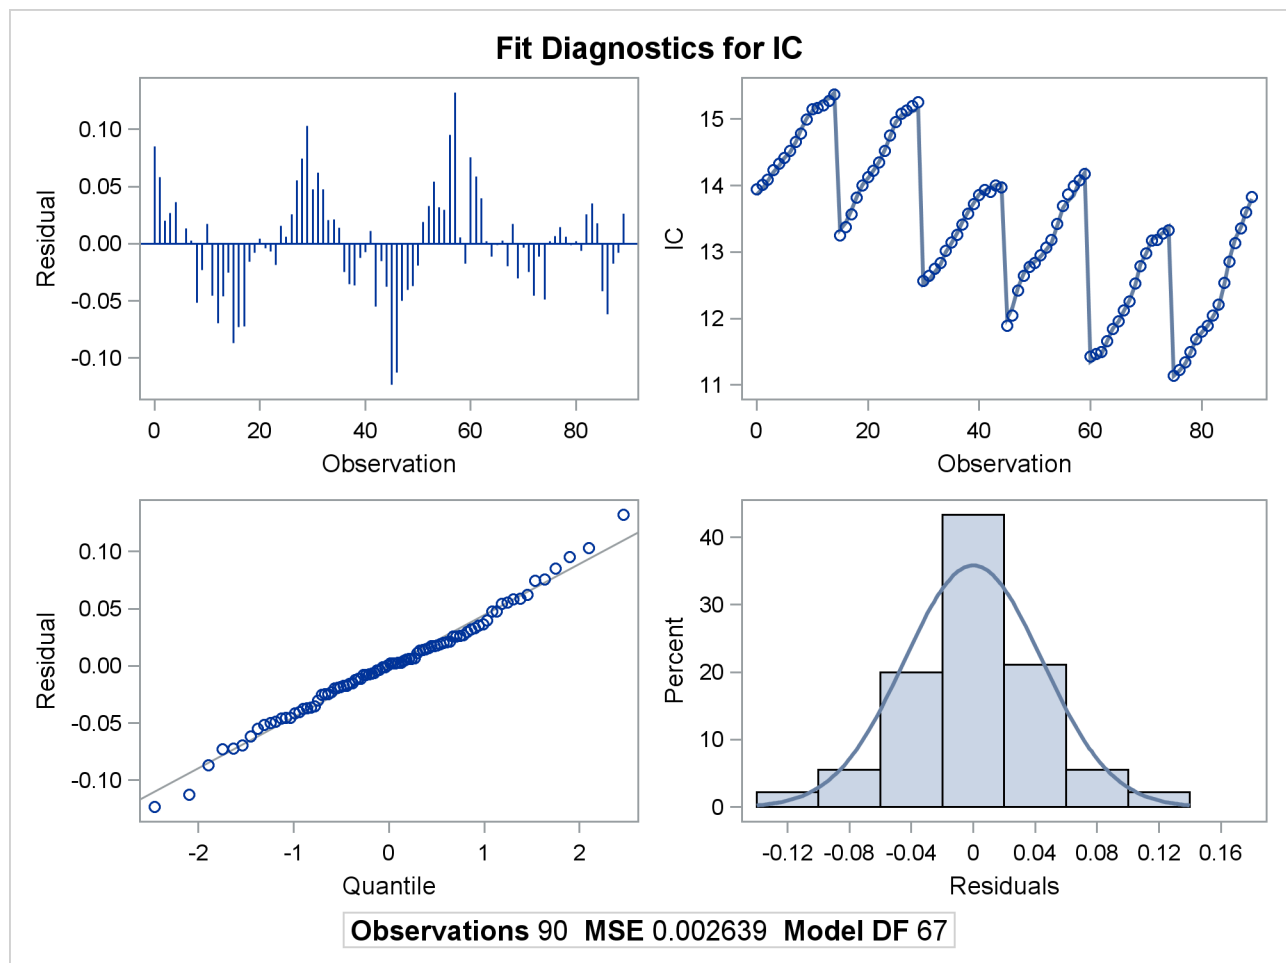 Fit Diagnostics for IC
Residual
0.10
0.05
0.00
-0.05
-0.10
0 20 40 60 80
Observation
IC
15
14
13
12
11
0 20 40 60 80
Observation
Residual
0.10
0.05
0.00
-0.05
-0.10
-2 -1 0 1 2
Quantile
Percent
40
30
20
10
0
-0.12 -0.08 -0.04 0 0.04 0.08 0.12 0.16
Residuals
Observations 90 MSE 0.002639 Model DF 67